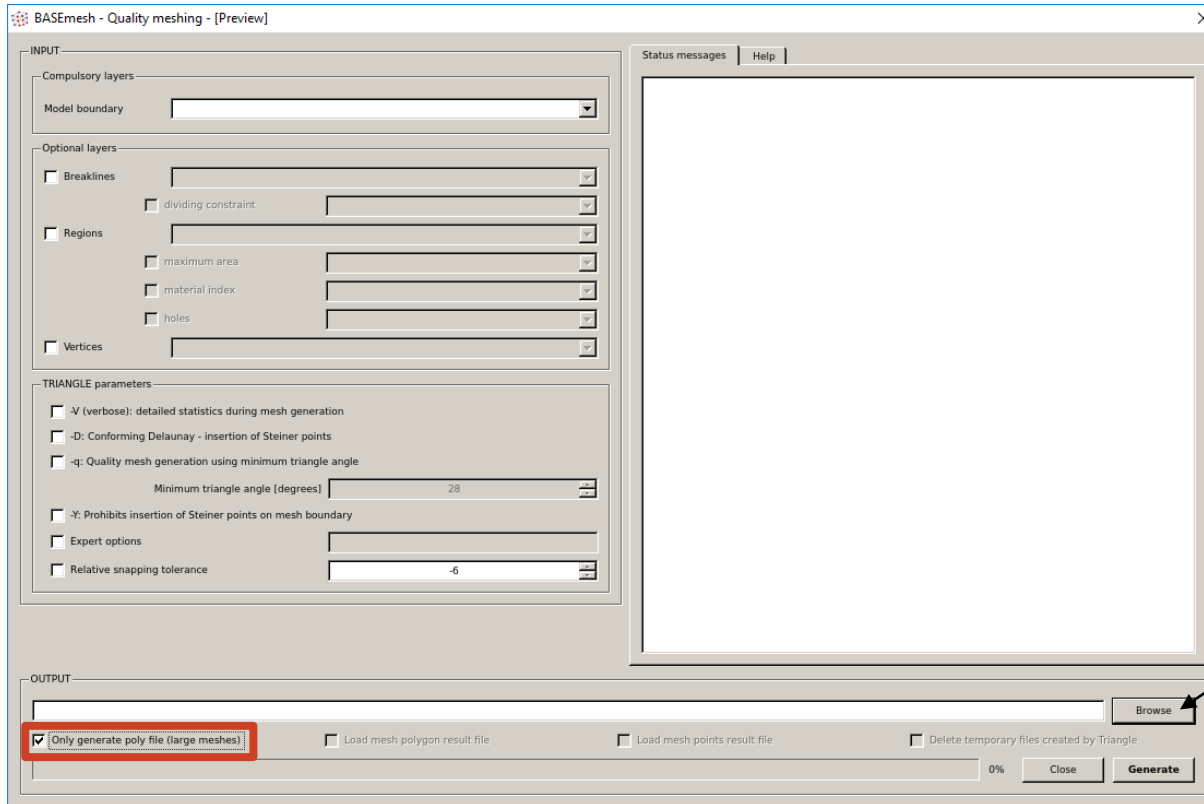 BASEmesh - Quality meshing - [Preview]
INPUT
Compulsory layers
Model boundary
Optional layers
Breaklines
dividing constraint
Regions
maximum area
material index
holes
Vertices
TRIANGLE parameters
-V (verbose): detailed statistics during mesh generation
-D: Conforming Delaunay - insertion of Steiner points
-q: Quality mesh generation using minimum triangle angle
Minimum triangle angle [degrees] 28
-Y: Prohibits insertion of Steiner points on mesh boundary
Expert options
Relative snapping tolerance -6
Status messages Help
OUTPUT
Browse
Only generate poly file (large meshes) Load mesh polygon result file Load mesh points result file Delete temporary files created by Triangle
0% Close Generate